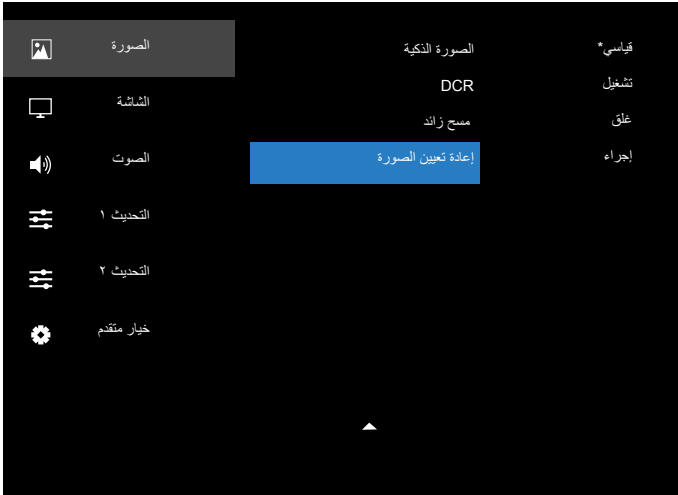 الصورة
الشاشة
الصوت
التحديث ١
التحديث ٢
خيار متقدم
الصورة الذكية
قياسي*
DCR
تشغيل
مسح زائد
غلق
إعادة تعيين الصورة
إجراء